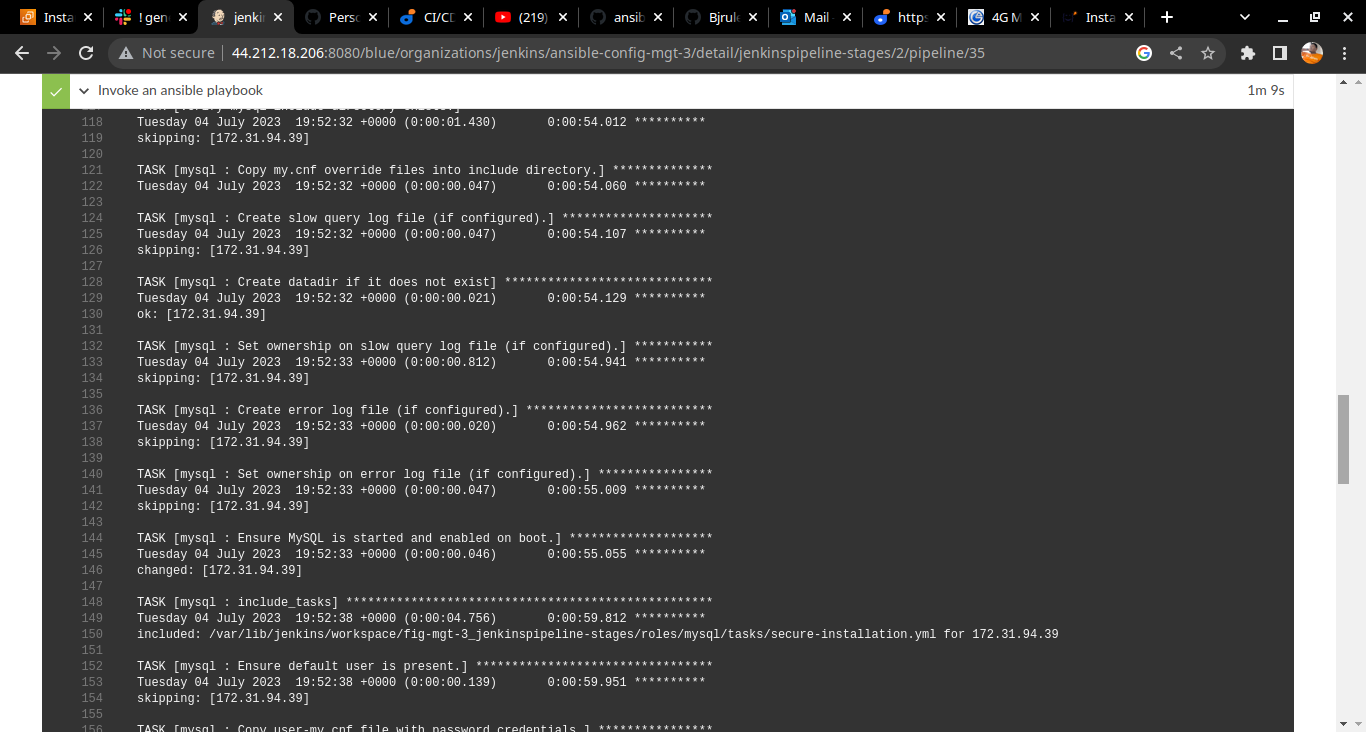 Insta
! gen
jenki
Perso
CI/CD
(219)
ansib
Bjrule
Mail -
https
4G M
Insta
Not secure
44.212.18.206:8080/blue/organizations/jenkins/ansible-config-mgt-3/detail/jenkinspipeline-stages/2/pipeline/35
Invoke an ansible playbook 1m 9s
118 Tuesday 04 July 2023  19:52:32 +0000 (0:00:01.430)       0:00:54.012 **********
119 skipping: [172.31.94.39]
120
121 TASK [mysql : Copy my.cnf override files into include directory.] **************
122 Tuesday 04 July 2023  19:52:32 +0000 (0:00:00.047)       0:00:54.060 **********
123
124 TASK [mysql : Create slow query log file (if configured).] *********************
125 Tuesday 04 July 2023  19:52:32 +0000 (0:00:00.047)       0:00:54.107 **********
126 skipping: [172.31.94.39]
127
128 TASK [mysql : Create datadir if it does not exist] *****************************
129 Tuesday 04 July 2023  19:52:32 +0000 (0:00:00.021)       0:00:54.129 **********
130 ok: [172.31.94.39]
131
132 TASK [mysql : Set ownership on slow query log file (if configured).] ***********
133 Tuesday 04 July 2023  19:52:33 +0000 (0:00:00.812)       0:00:54.941 **********
134 skipping: [172.31.94.39]
135
136 TASK [mysql : Create error log file (if configured).] **************************
137 Tuesday 04 July 2023  19:52:33 +0000 (0:00:00.020)       0:00:54.962 **********
138 skipping: [172.31.94.39]
139
140 TASK [mysql : Set ownership on error log file (if configured).] ****************
141 Tuesday 04 July 2023  19:52:33 +0000 (0:00:00.047)       0:00:55.009 **********
142 skipping: [172.31.94.39]
143
144 TASK [mysql : Ensure MySQL is started and enabled on boot.] ********************
145 Tuesday 04 July 2023  19:52:33 +0000 (0:00:00.046)       0:00:55.055 **********
146 changed: [172.31.94.39]
147
148 TASK [mysql : include_tasks] ***************************************************
149 Tuesday 04 July 2023  19:52:38 +0000 (0:00:04.756)       0:00:59.812 **********
150 included: /var/lib/jenkins/workspace/fig-mgt-3_jenkinspipeline-stages/roles/mysql/tasks/secure-installation.yml for 172.31.94.39
151
152 TASK [mysql : Ensure default user is present.] *********************************
153 Tuesday 04 July 2023  19:52:38 +0000 (0:00:00.139)       0:00:59.951 **********
154 skipping: [172.31.94.39]
155
156 TASK [mysql : Copy user-my.cnf file with password credentials.] ****************